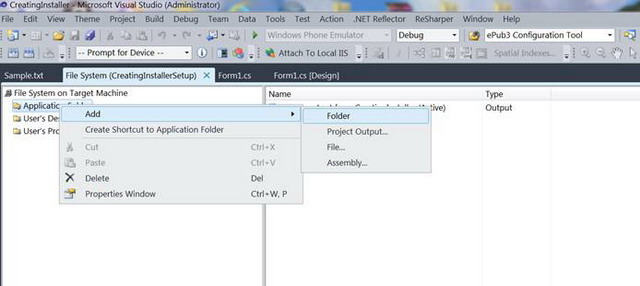 CreatingInstaller - Microsoft Visual Studio (Administrator)
File Edit View Theme Project Build Debug Team Data Tools Test Action .NET Reflector ReSharper Window Help
Windows Phone Emulator Debug ePub3 Configuration Tool
-- Prompt for Device -- Attach To Local IIS Spatial Indexes...
Sample.txt File System (CreatingInstallerSetup) Form1.cs Form1.cs [Design]
File System on Target Machine
Name Type
Application Output
User's De
User's Pro
Add
Create Shortcut to Application Folder
Cut Ctrl+X
Paste Ctrl+V
Delete Del
Properties Window Ctrl+W, P
Folder
Project Output...
File...
Assembly...